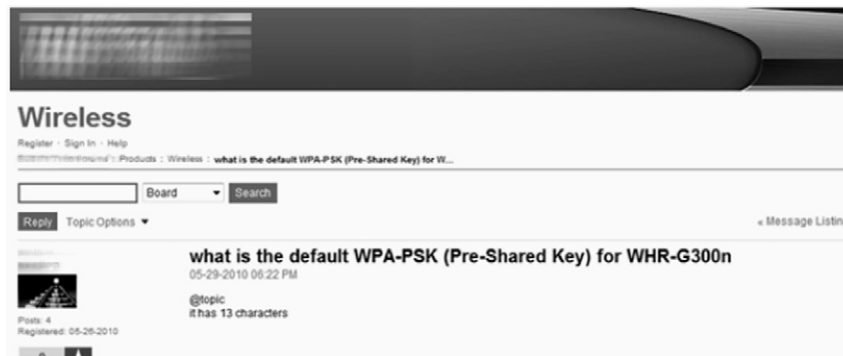 Wireless
Register · Sign In · Help
: Products : Wireless : what is the default WPA-PSK (Pre-Shared Key) for W...
Board Search
Reply Topic Options « Message Listin
what is the default WPA-PSK (Pre-Shared Key) for WHR-G300n
05-29-2010 06:22 PM
@topic
it has 13 characters
Posts: 4
Registered: 05-26-2010